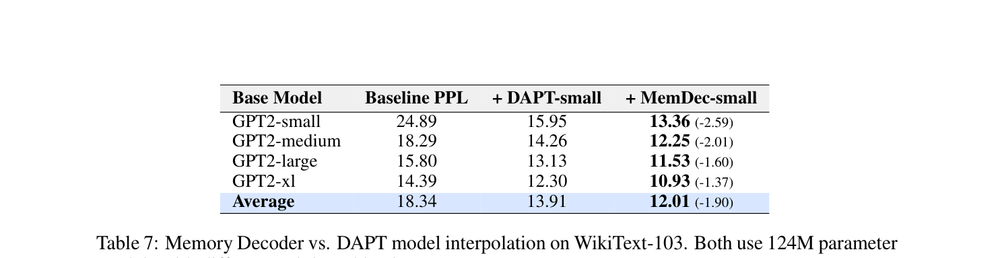 Base Model Baseline PPL + DAPT-small + MemDec-small
GPT2-small 24.89 15.95 13.36 (-2.59)
GPT2-medium 18.29 14.26 12.25 (-2.01)
GPT2-large 15.80 13.13 11.53 (-1.60)
GPT2-xl 14.39 12.30 10.93 (-1.37)
Average 18.34 13.91 12.01 (-1.90)
Table 7: Memory Decoder vs. DAPT model interpolation on WikiText-103. Both use 124M parameter